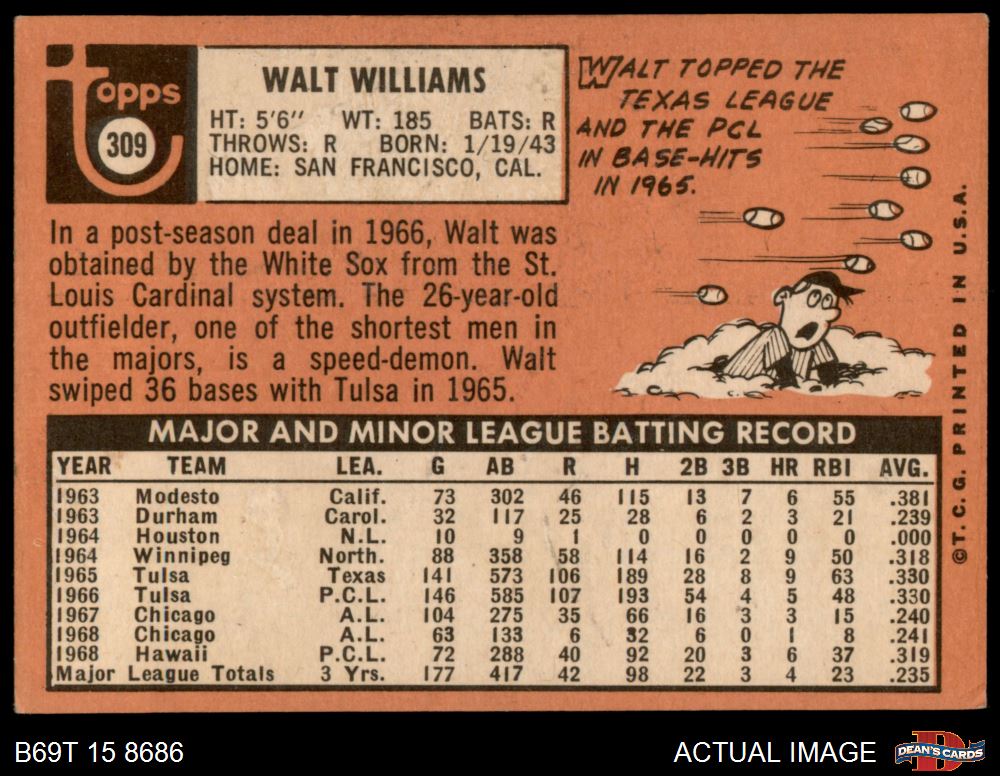 topps
309
WALT WILLIAMS
HT: 5'6" WT: 185 BATS: R
THROWS: R BORN: 1/19/43
HOME: SAN FRANCISCO, CAL.
WALT TOPPED THE
TEXAS LEAGUE
AND THE PCL
IN BASE-HITS
IN 1965.
In a post-season deal in 1966, Walt was
obtained by the White Sox from the St.
Louis Cardinal system. The 26-year-old
outfielder, one of the shortest men in
the majors, is a speed-demon. Walt
swiped 36 bases with Tulsa in 1965.
MAJOR AND MINOR LEAGUE BATTING RECORD
YEAR TEAM LEA. G AB R H 2B 3B HR RBI AVG.
1963 Modesto Calif. 73 302 46 115 13 7 6 55 .381
1963 Durham Carol. 32 117 25 28 6 2 3 21 .239
1964 Houston N.L. 10 9 1 0 0 0 0 0 .000
1964 Winnipeg North. 88 358 58 114 16 2 9 50 .318
1965 Tulsa Texas 141 573 106 189 28 8 9 63 .330
1966 Tulsa P.C.L. 146 585 107 193 54 4 5 48 .330
1967 Chicago A.L. 104 275 35 66 16 3 3 15 .240
1968 Chicago A.L. 63 133 6 32 6 0 1 8 .241
1968 Hawaii P.C.L. 72 288 40 92 20 3 6 37 .319
Major League Totals 3 Yrs. 177 417 42 98 22 3 4 23 .235
©T.C.G. PRINTED IN U.S.A.
B69T 15 8686
ACTUAL IMAGE
DEAN'S CARDS